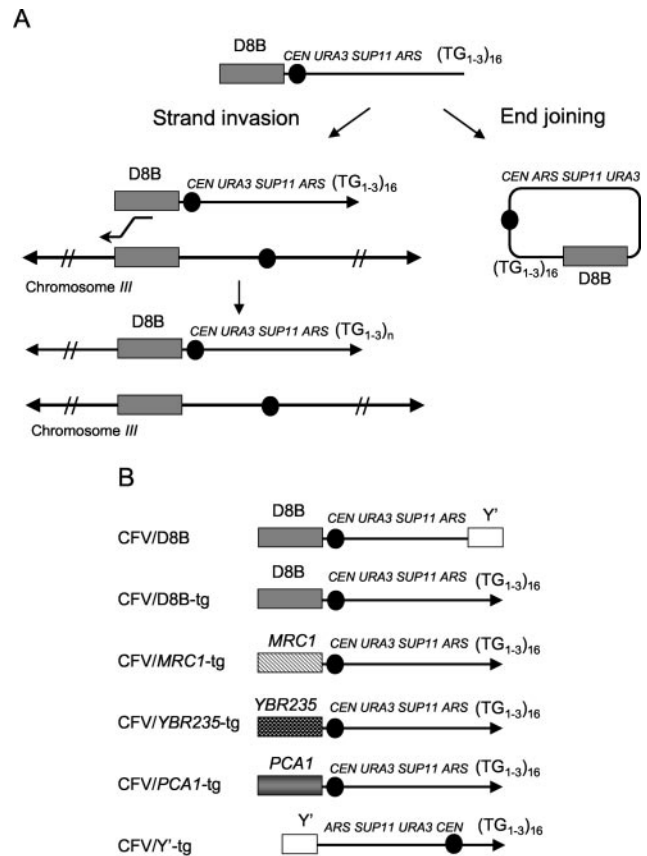 A
D8B
CEN URA3 SUP11 ARS (TG1-3)16
Strand invasion
End joining
D8B
CEN URA3 SUP11 ARS (TG1-3)16
CEN ARS SUP11 URA3
(TG1-3)16
D8B
Chromosome III
D8B
CEN URA3 SUP11 ARS (TG1-3)n
Chromosome III
B
CFV/D8B
D8B
CEN URA3 SUP11 ARS
Y'
CFV/D8B-tg
D8B
CEN URA3 SUP11 ARS
(TG1-3)16
CFV/MRC1-tg
MRC1
CEN URA3 SUP11 ARS
(TG1-3)16
CFV/YBR235-tg
YBR235
CEN URA3 SUP11 ARS
(TG1-3)16
CFV/PCA1-tg
PCA1
CEN URA3 SUP11 ARS
(TG1-3)16
CFV/Y'-tg
Y'
ARS SUP11 URA3 CEN
(TG1-3)16